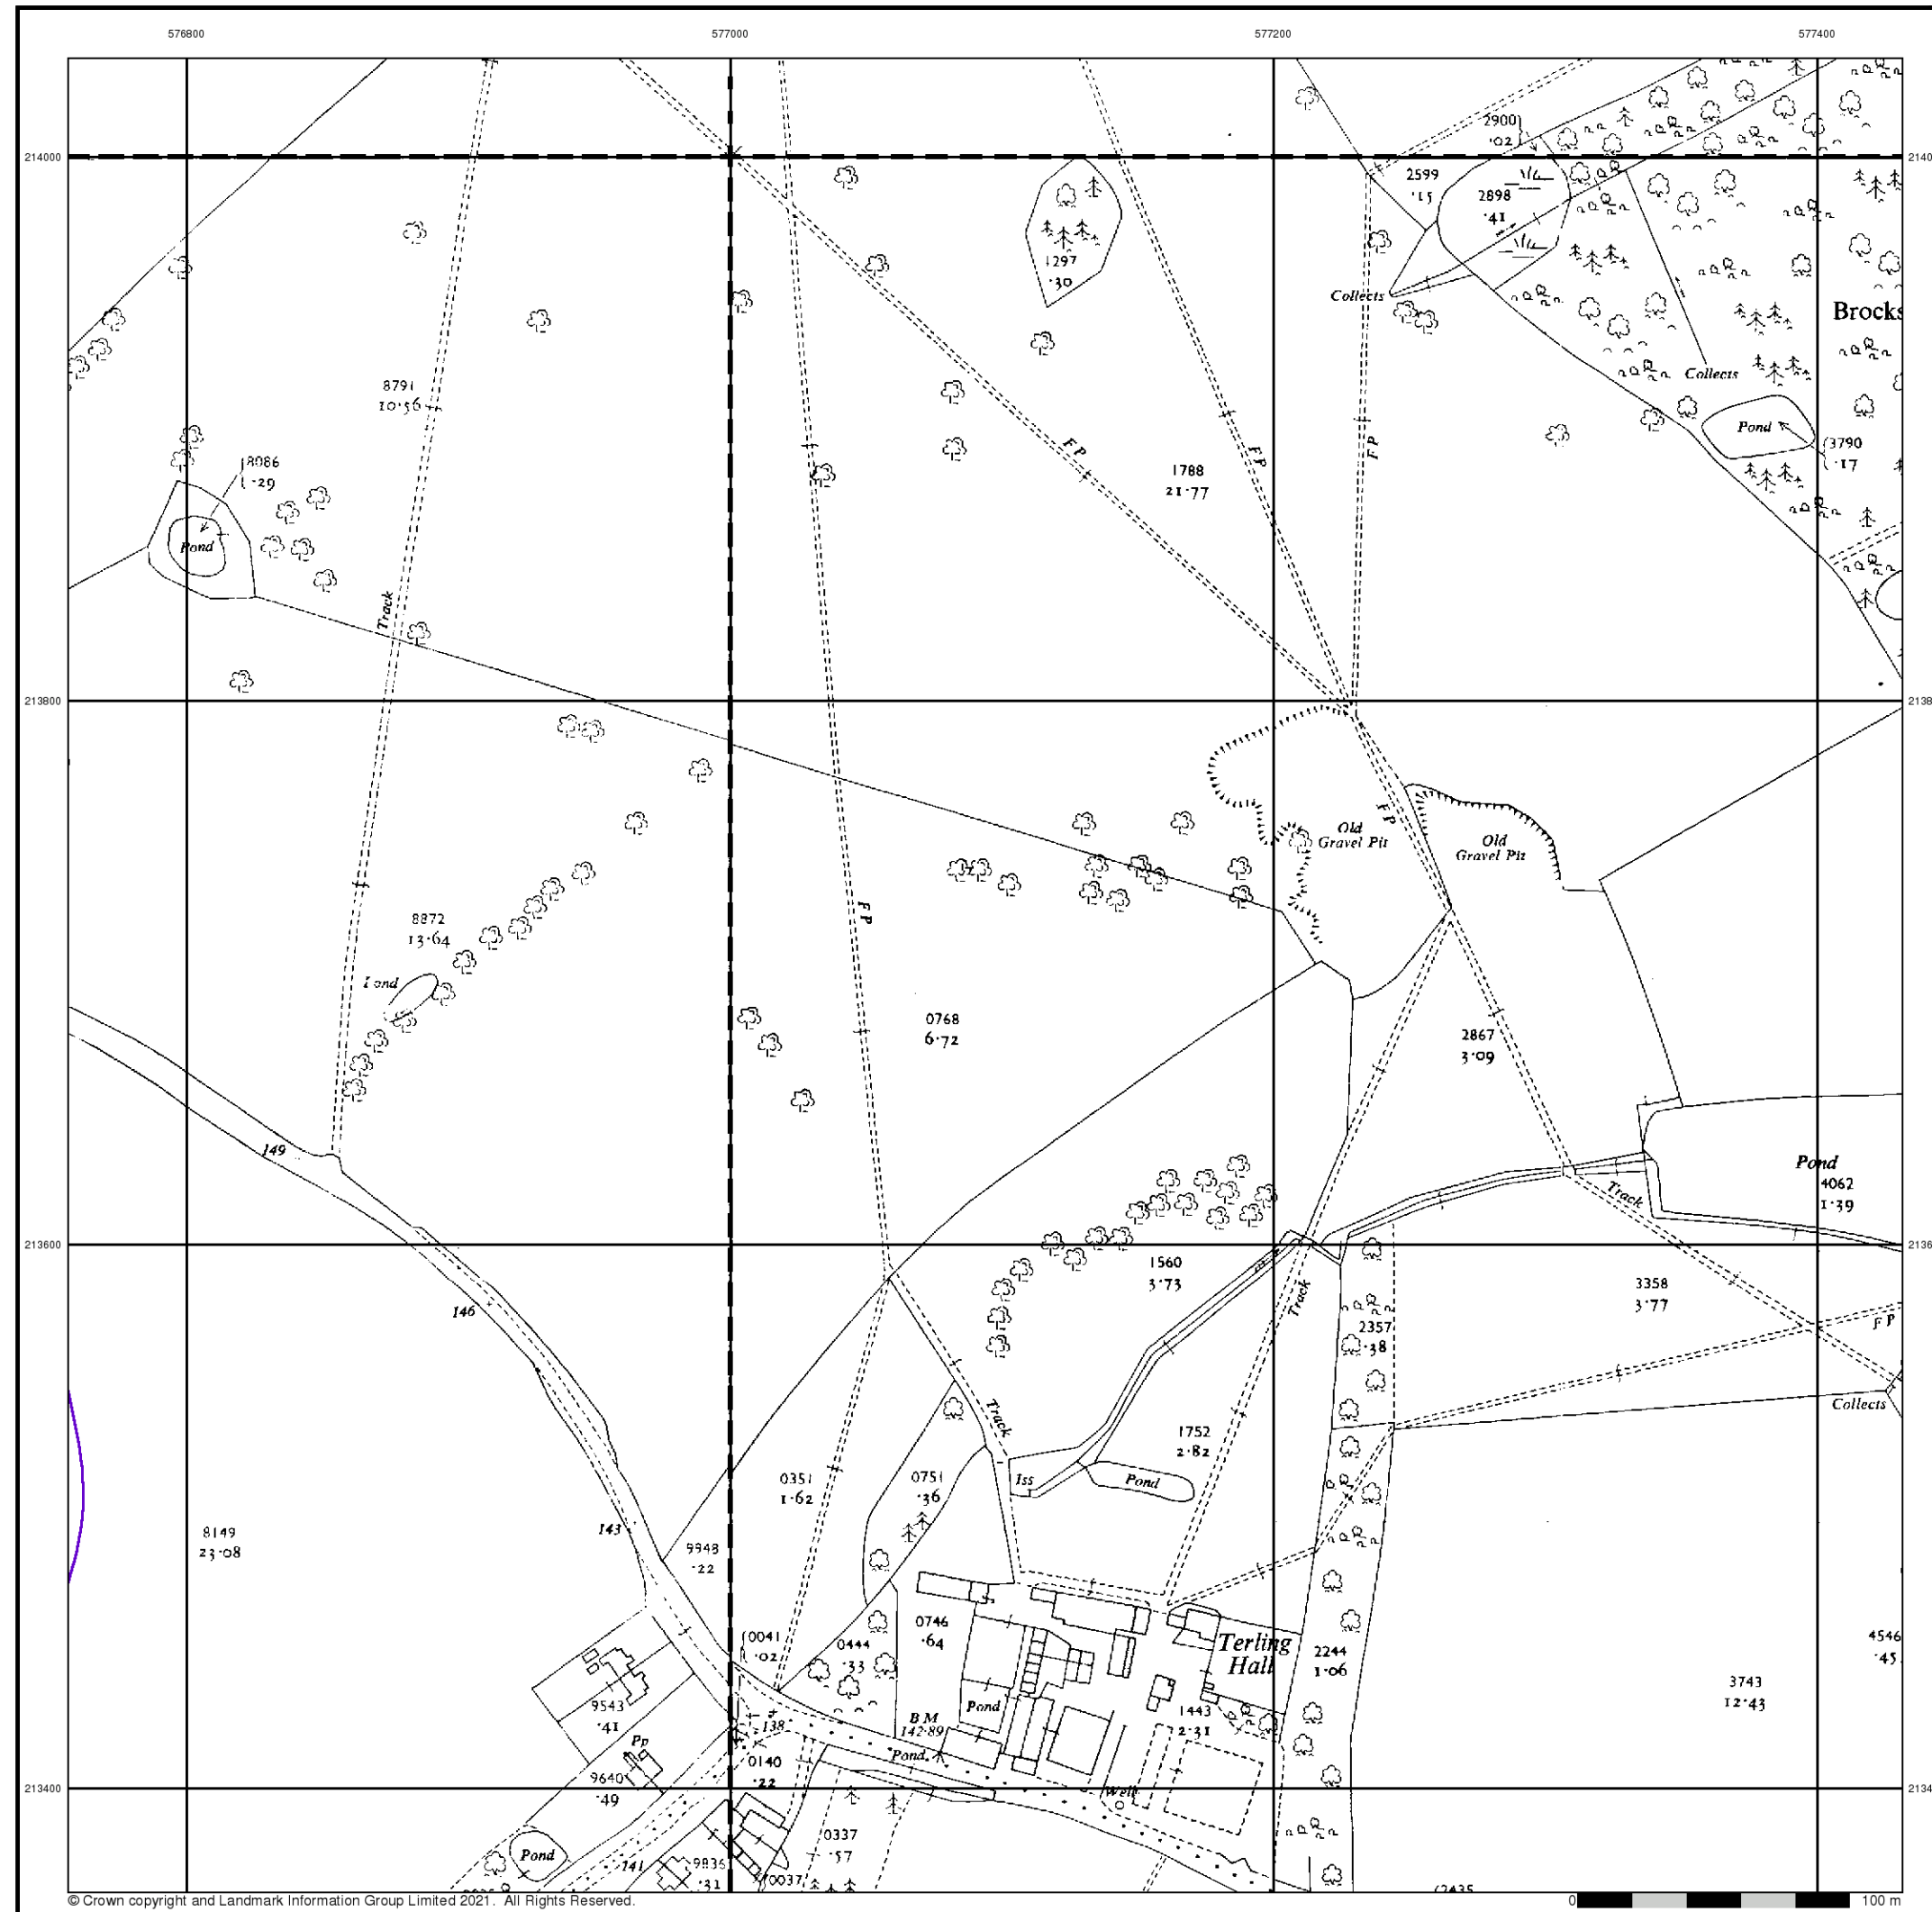 576800
577000
577200
577400
214000
2900
.02
2599
.15
2898
.41
1297
.30
Collects
Brocks
Collects
8791
10.56
Pond
3790
.17
FP
FP
FP
1788
21.77
8086
.29
Pond
Track
213800
FP
Old
Gravel Pit
Old
Gravel Pit
FP
8872
13.64
0768
6.72
2867
3.09
149
Pond
4062
1.39
Track
213600
1560
3.73
3358
3.77
Track
146
2357
.38
FP
Collects
Track
1752
2.82
0351
1.62
0751
.36
Iss
Pond
8149
23.08
143
9948
.22
0041
.02
0444
.33
0746
.64
Terling
Hall
2244
1.06
4546
.45
3743
12.43
9543
.41
Pp
138
BM
142.89
Pond
1443
2.31
Pond
0140
.22
9640
.49
Well
213400
0337
.57
Pond
141
9836
.31
0037
2435
© Crown copyright and Landmark Information Group Limited 2021. All Rights Reserved.
0
100 m